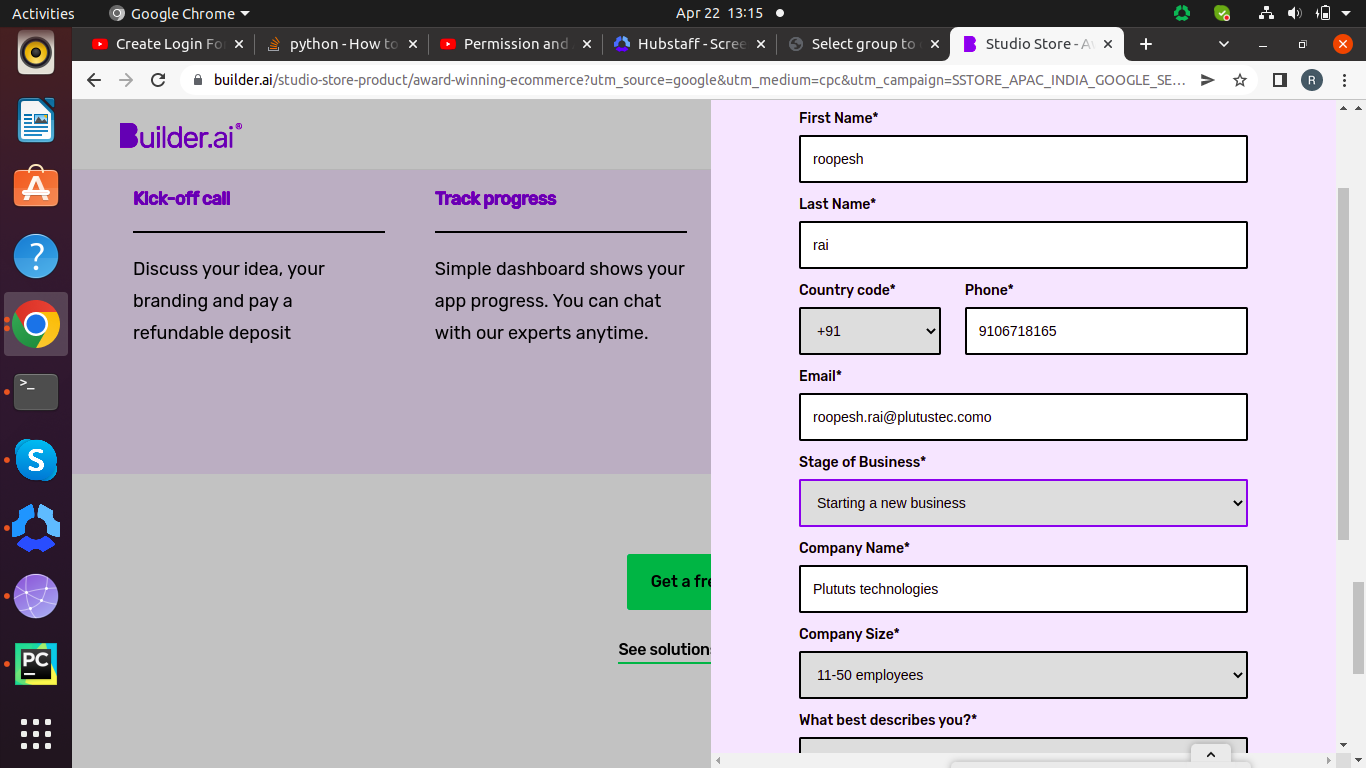 Activities
Google Chrome
Apr 22 13:15
Create Login Fo
python - How to
Permission and
Hubstaff - Scree
Select group to
Studio Store - A
builder.ai/studio-store-product/award-winning-ecommerce?utm_source=google&utm_medium=cpc&utm_campaign=SSTORE_APAC_INDIA_GOOGLE_SE...
R
Builder.ai®
Kick-off call
Discuss your idea, your
branding and pay a
refundable deposit
Track progress
Simple dashboard shows your
app progress. You can chat
with our experts anytime.
Get a fre
See solutions
First Name*
roopesh
Last Name*
rai
Country code*
Phone*
+91
9106718165
Email*
roopesh.rai@plutustec.como
Stage of Business*
Starting a new business
Company Name*
Plututs technologies
Company Size*
11-50 employees
What best describes you?*
>_
PC